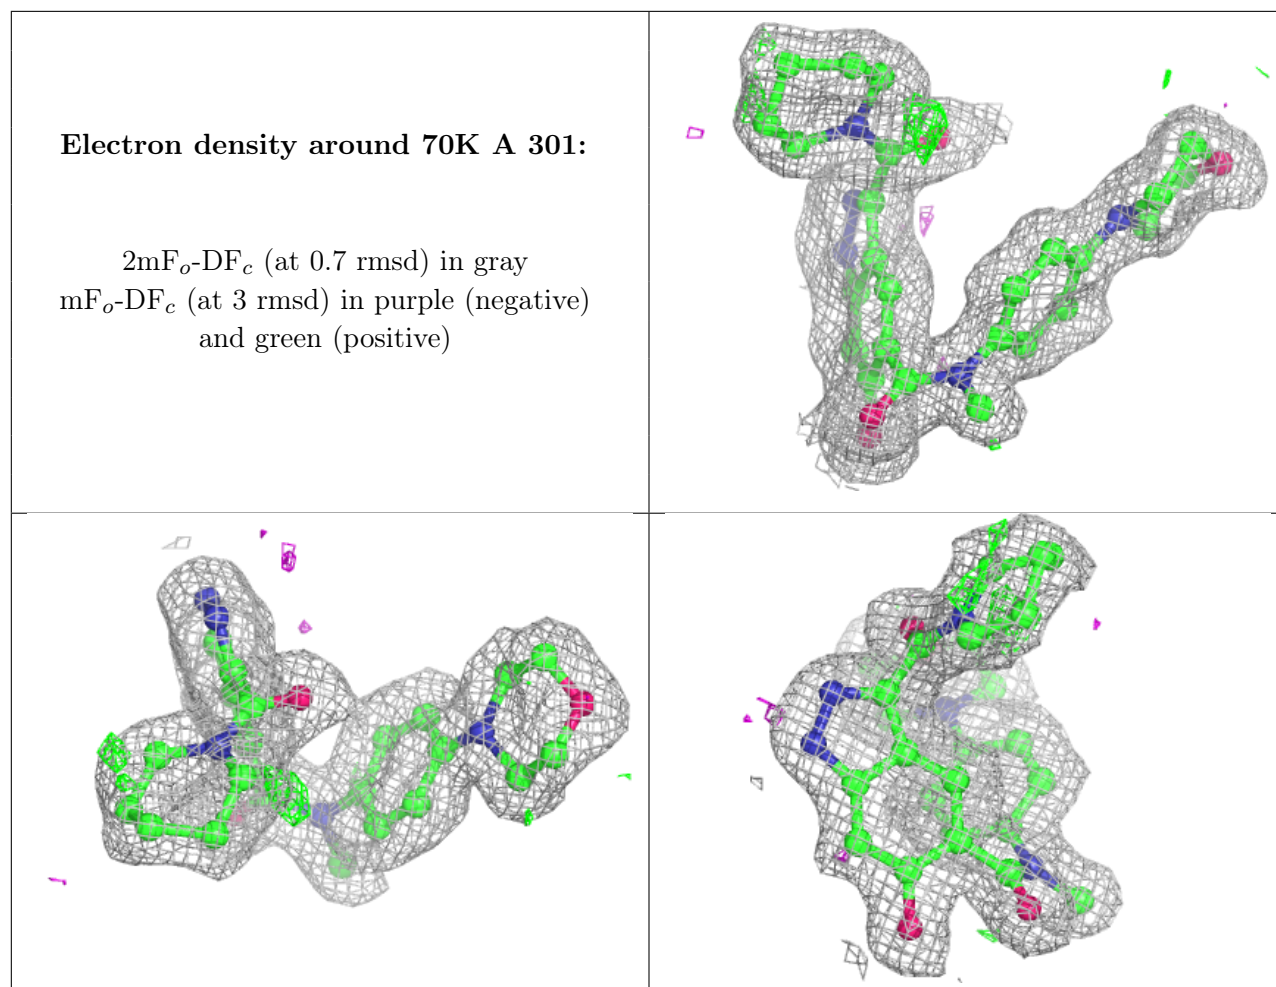 Electron density around 70K A 301:
2mFo-DFc (at 0.7 rmsd) in gray
mFo-DFc (at 3 rmsd) in purple (negative)
and green (positive)